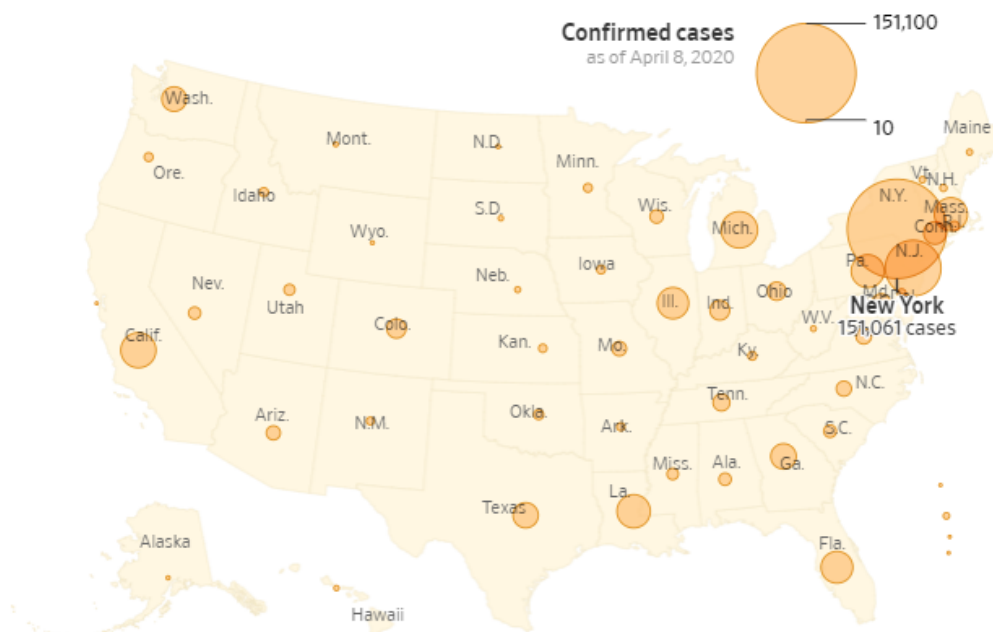 151,100
Confirmed cases
as of April 8, 2020
10
Wash.
Maine
Mont.
N.D.
Minn.
Ore.
Vt.
N.H.
Idaho
N.Y.
S.D.
Wis.
Mass.
R.I.
Mich.
Conn.
Wyo.
N.J.
Iowa
Pa.
Neb.
Nev.
Utah
Ill.
Ind.
Ohio
Md.
New York
151,061 cases
W.V.
Colo.
Calif.
Kan.
Mo.
Ky.
N.C.
Tenn.
Okla.
Ariz.
N.M.
Ark.
S.C.
Miss.
Ala.
Ga.
La.
Texas
Alaska
Fla.
Hawaii